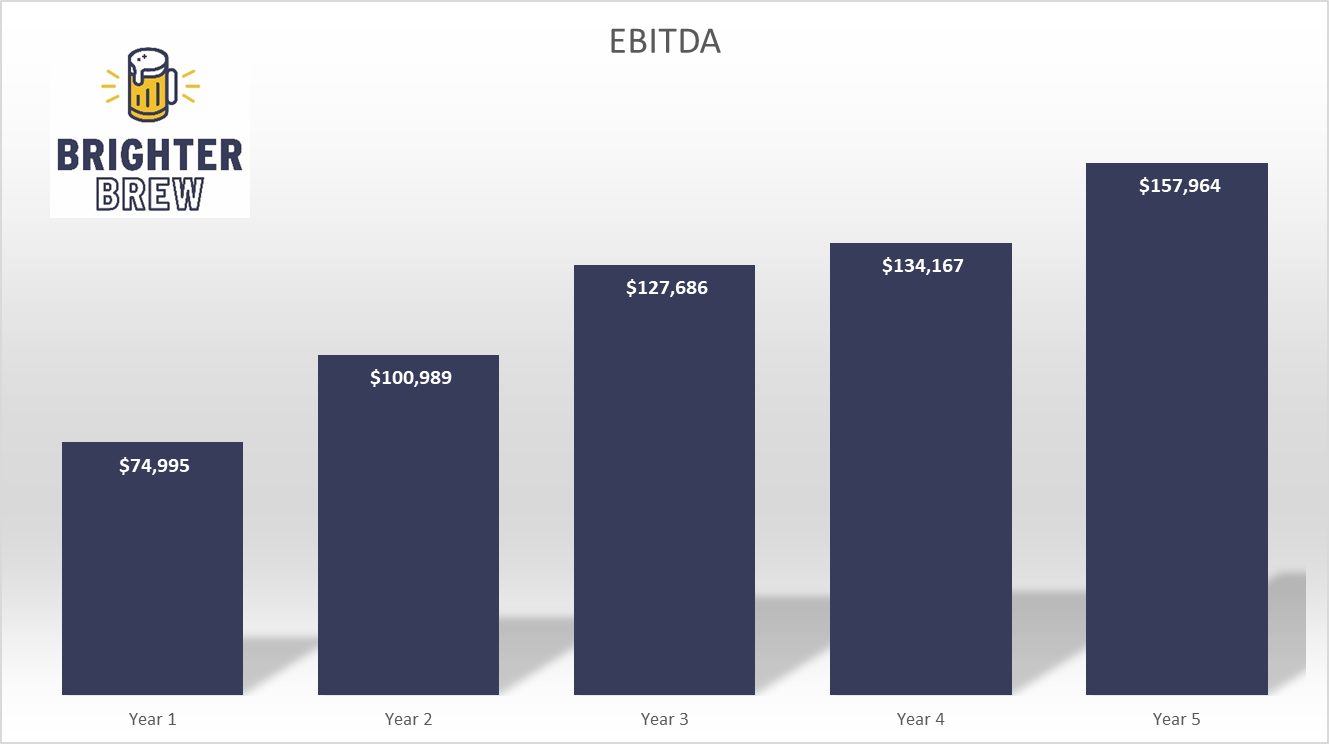 EBITDA
BRIGHTER
BREW
$74,995
$100,989
$127,686
$134,167
$157,964
Year 1
Year 2
Year 3
Year 4
Year 5